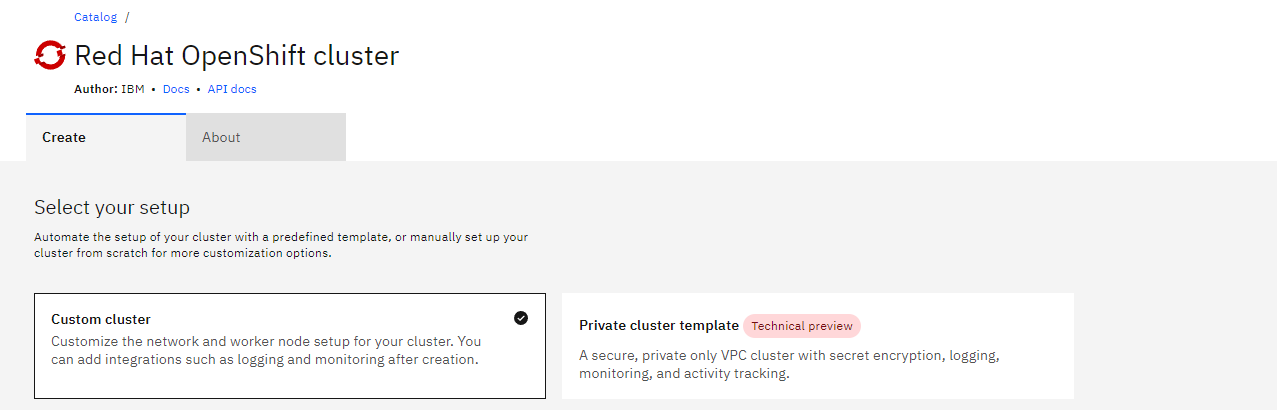 Catalog /
Red Hat OpenShift cluster
Author: IBM • Docs • API docs
Create About
Select your setup
Automate the setup of your cluster with a predefined template, or manually set up your
cluster from scratch for more customization options.
Custom cluster
Customize the network and worker node setup for your cluster. You
can add integrations such as logging and monitoring after creation.
Private cluster template Technical preview
A secure, private only VPC cluster with secret encryption, logging,
monitoring, and activity tracking.